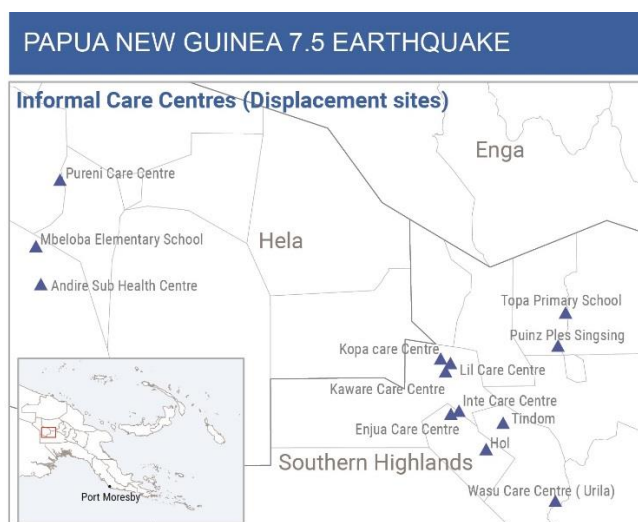 PAPUA NEW GUINEA 7.5 EARTHQUAKE
Informal Care Centres (Displacement sites)
Enga
Pureni Care Centre
Mbeloba Elementary School
Hela
Andire Sub Health Centre
Topa Primary School
Puinz Ples Singsing
Kopa care Centre
Lil Care Centre
Kaware Care Centre
Inte Care Centre
Tindom
Enjua Care Centre
Hol
Southern Highlands
Wasu Care Centre ( Urila)
Port Moresby